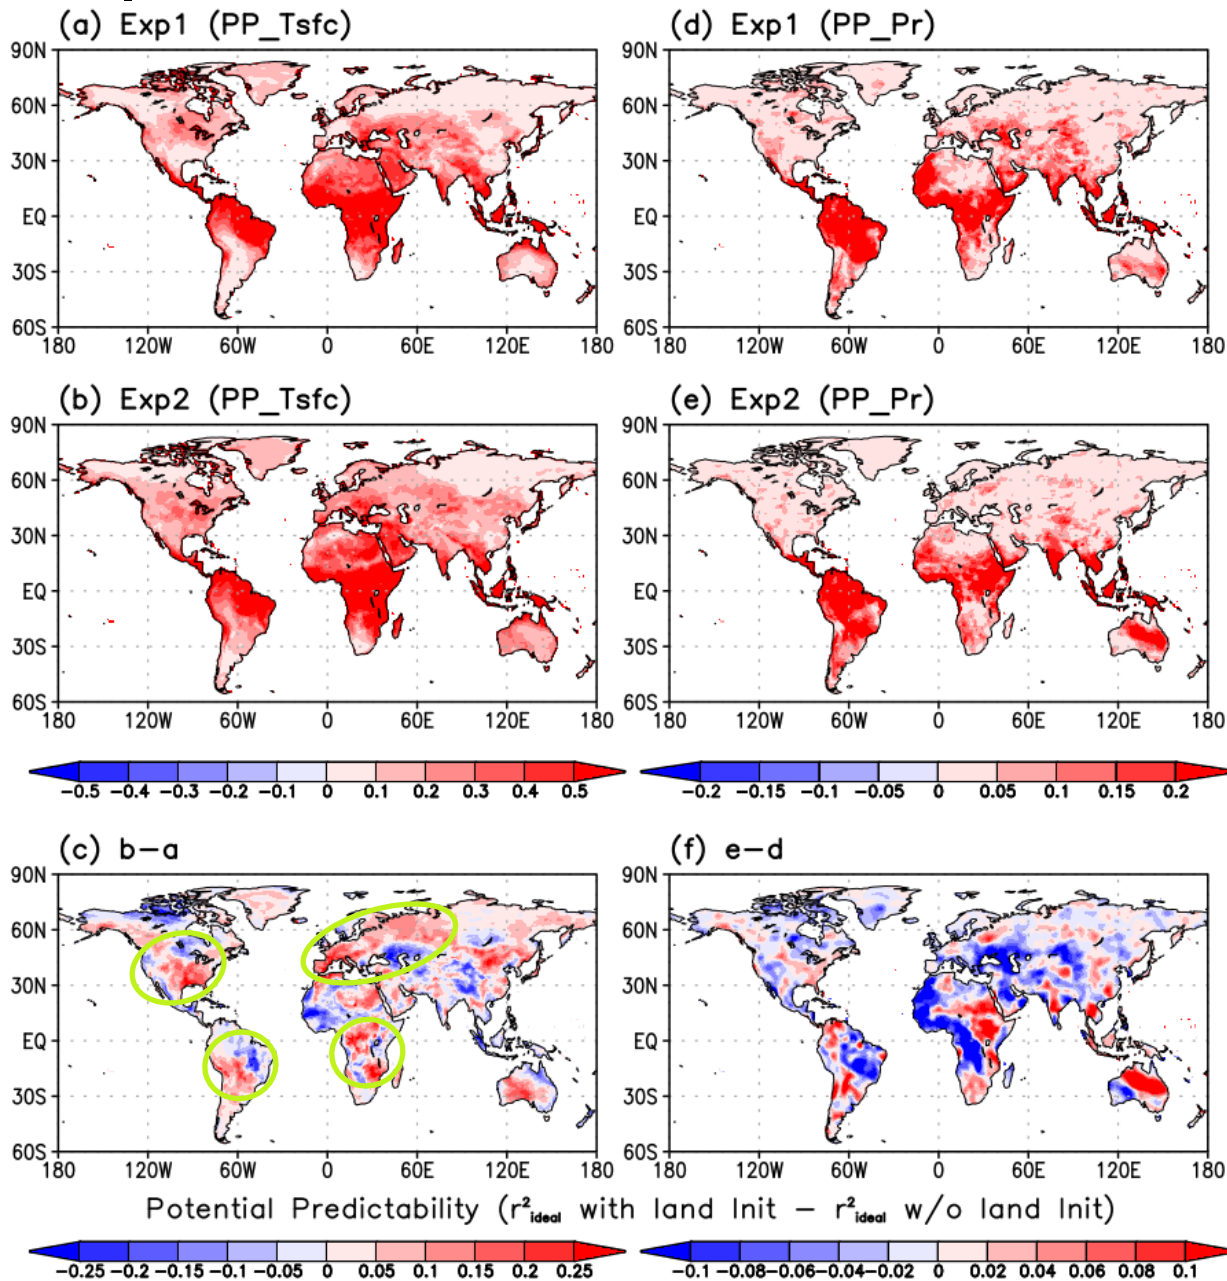 (a) Exp1 (PP_Tsfc)
(d) Exp1 (PP_Pr)
90N
60N
30N
EQ
30S
60S
180 120W 60W 0 60E 120E 180
90N
60N
30N
EQ
30S
60S
180 120W 60W 0 60E 120E 180
(b) Exp2 (PP_Tsfc)
(e) Exp2 (PP_Pr)
90N
60N
30N
EQ
30S
60S
180 120W 60W 0 60E 120E 180
90N
60N
30N
EQ
30S
60S
180 120W 60W 0 60E 120E 180
-0.5 -0.4 -0.3 -0.2 -0.1 0 0.1 0.2 0.3 0.4 0.5
-0.2 -0.15 -0.1 -0.05 0 0.05 0.1 0.15 0.2
(c) b-a
(f) e-d
90N
60N
30N
EQ
30S
60S
180 120W 60W 0 60E 120E 180
90N
60N
30N
EQ
30S
60S
180 120W 60W 0 60E 120E 180
Potential Predictability (r²ideal with land Init - r²ideal w/o land Init)
-0.25 -0.2 -0.15 -0.1 -0.05 0 0.05 0.1 0.15 0.2 0.25
-0.1 -0.08 -0.06 -0.04 -0.02 0 0.02 0.04 0.06 0.08 0.1